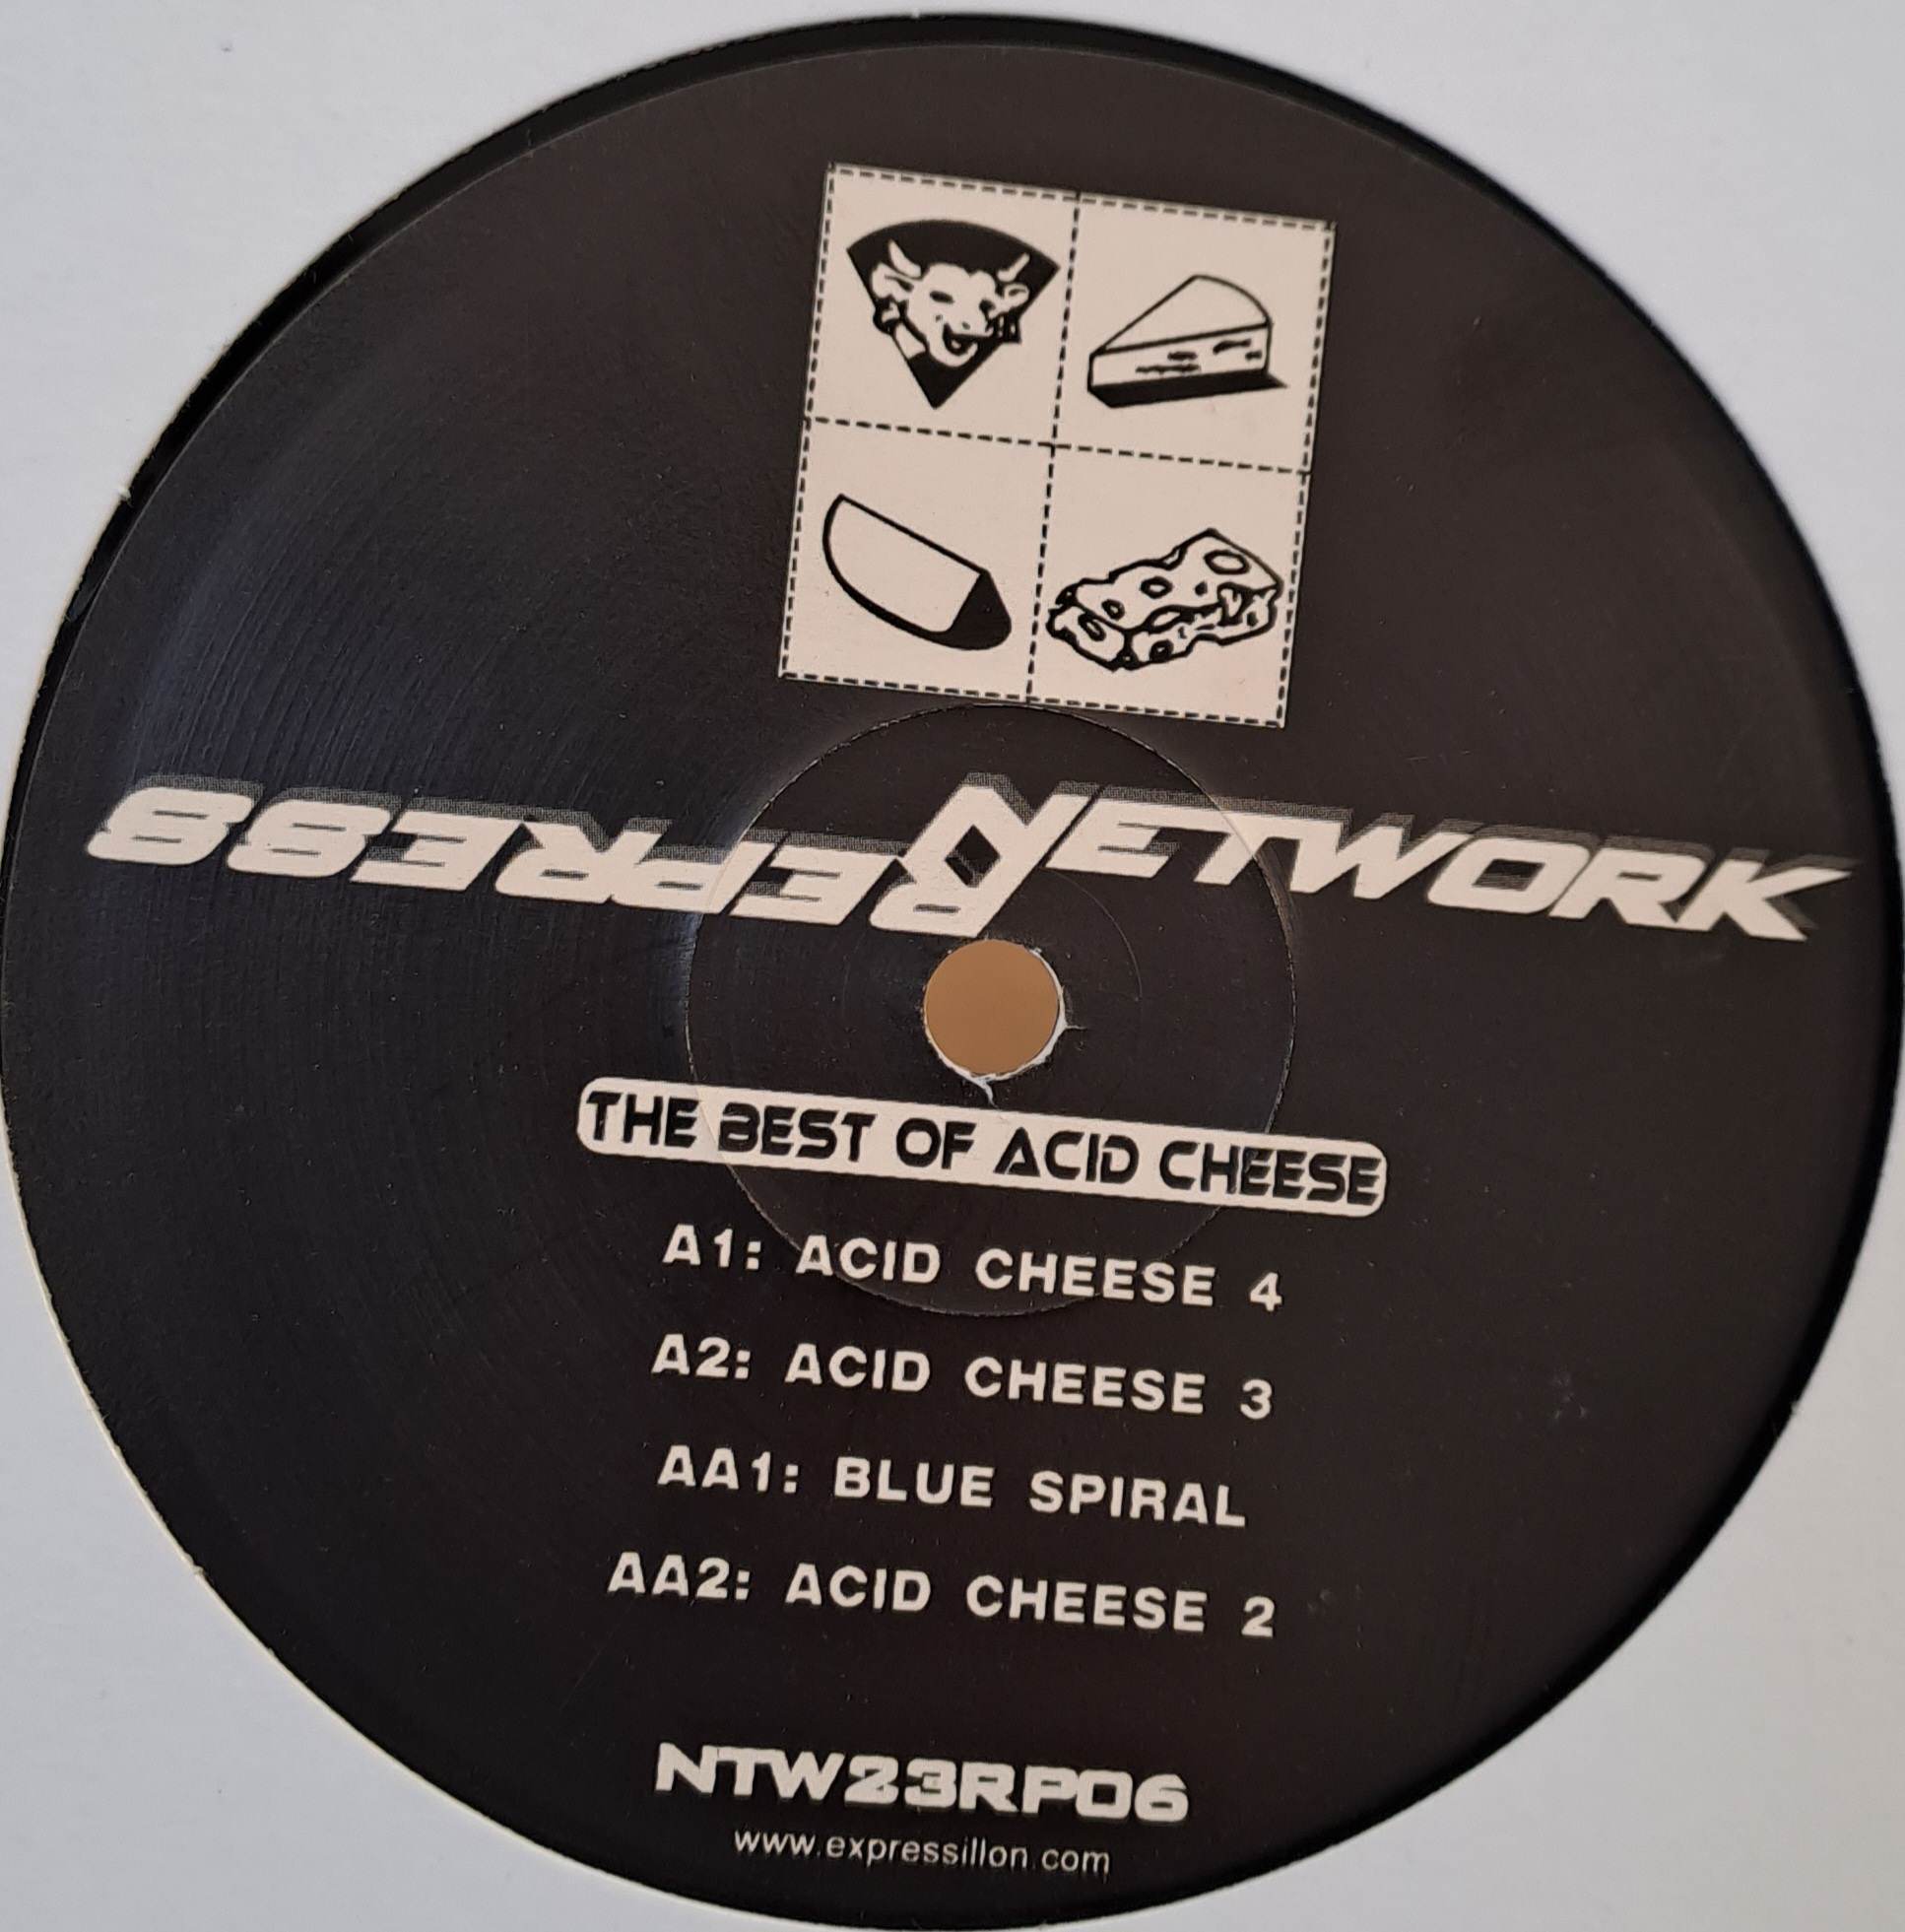 NETWORK
REPRESS
THE BEST OF ACID CHEESE
A1: ACID CHEESE 4
A2: ACID CHEESE 3
AA1: BLUE SPIRAL
AA2: ACID CHEESE 2
NTW23RP06
www.expressillon.com